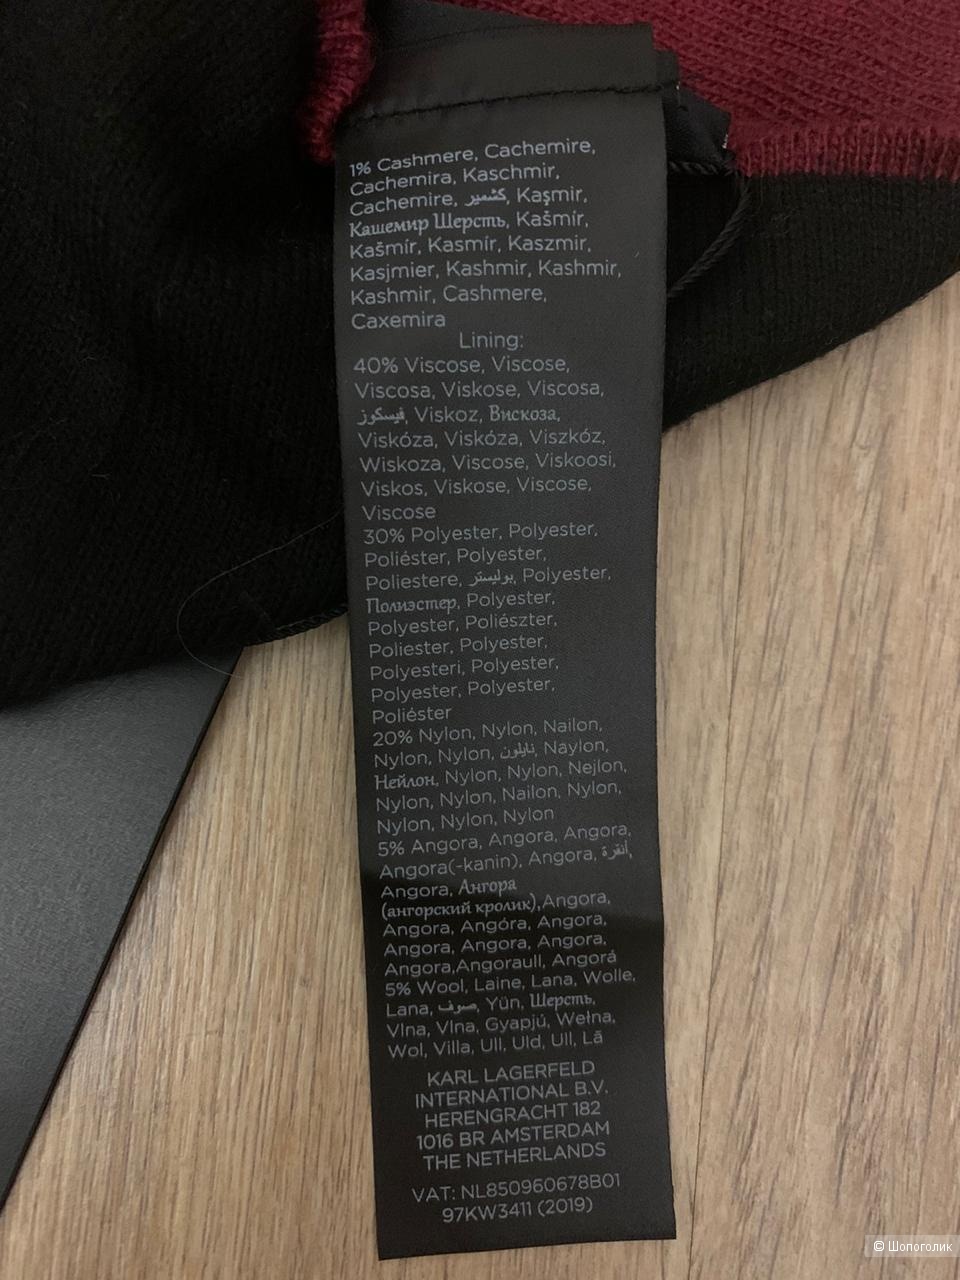 1% Cashmere, Cachemire,
Cachemira, Kaschmir,
Cachemire, كشمير, Kaşmir,
Кашемир Шерсть, Kašmír,
Kašmír, Kasmír, Kaszmir,
Kasjmier, Kashmir, Kashmir,
Kashmir, Cashmere,
Caxemira
Lining:
40% Viscose, Viscose,
Viscosa, Viskose, Viscosa,
فيسكوز, Viskoz, Вискоза,
Viskóza, Viskóza, Viszkóz,
Wiskoza, Viscose, Viskoosi,
Viskos, Viskose, Viscose,
Viscose
30% Polyester, Polyester,
Poliéster, Polyester,
Poliestere, بوليستر, Polyester,
Полиэстер, Polyester,
Polyester, Poliészter,
Poliester, Polyester,
Polyesteri, Polyester,
Polyester, Polyester,
Poliéster
20% Nylon, Nylon, Nailon,
Nylon, Nylon, نايلون, Naylon,
Нейлон, Nylon, Nylon, Nejlon,
Nylon, Nylon, Nailon, Nylon,
Nylon, Nylon, Nylon
5% Angora, Angora, Angora,
Angora(-kanin), Angora, أنقرة,
Angora, Ангора
(ангорский кролик),Angora,
Angora, Angóra, Angora,
Angora, Angora, Angora,
Angora,Angoraull, Angorá
5% Wool, Laine, Lana, Wolle,
Lana, صوف, Yün, Шерсть,
Vlna, Vlna, Gyapjú, Wełna,
Wol, Villa, Ull, Uld, Ull, Lã
KARL LAGERFELD
INTERNATIONAL B.V.
HERENGRACHT 182
1016 BR AMSTERDAM
THE NETHERLANDS
VAT: NL850960678B01
97KW3411 (2019)
© Шопоголик